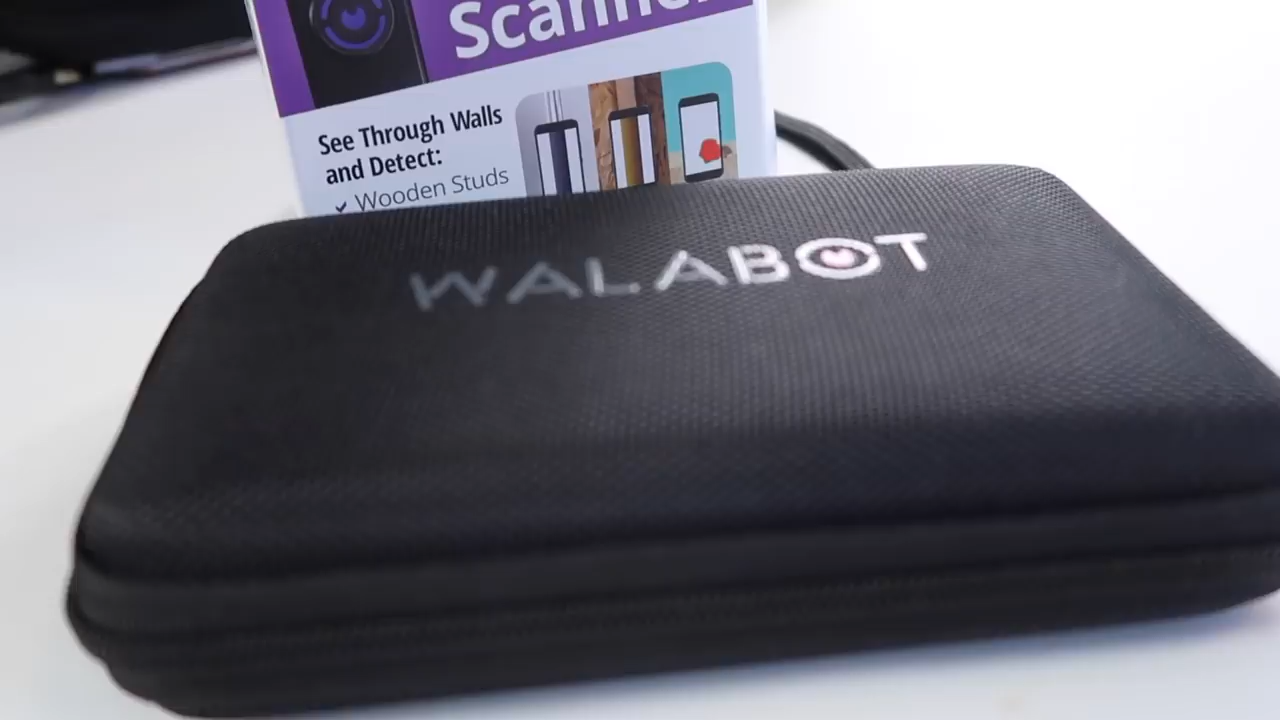 Scanner
See Through Walls
and Detect:
✓ Wooden Studs
WALABOT